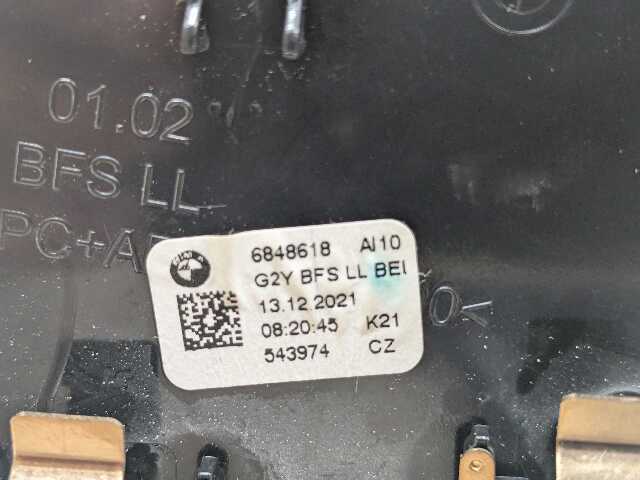 01.02
BFS LL
6848618 AI10
G2Y BFS LL BEI
13.12.2021
08:20:45 K21
543974 CZ